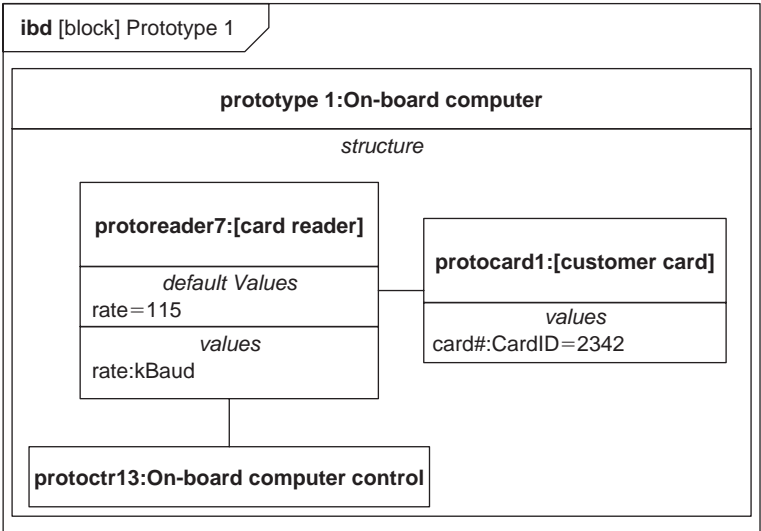 ibd [block] Prototype 1
prototype 1:On-board computer
structure
protoreader7:[card reader]
default Values
rate=115
values
rate:kBaud
protocard1:[customer card]
values
card#:CardID=2342
protoctr13:On-board computer control